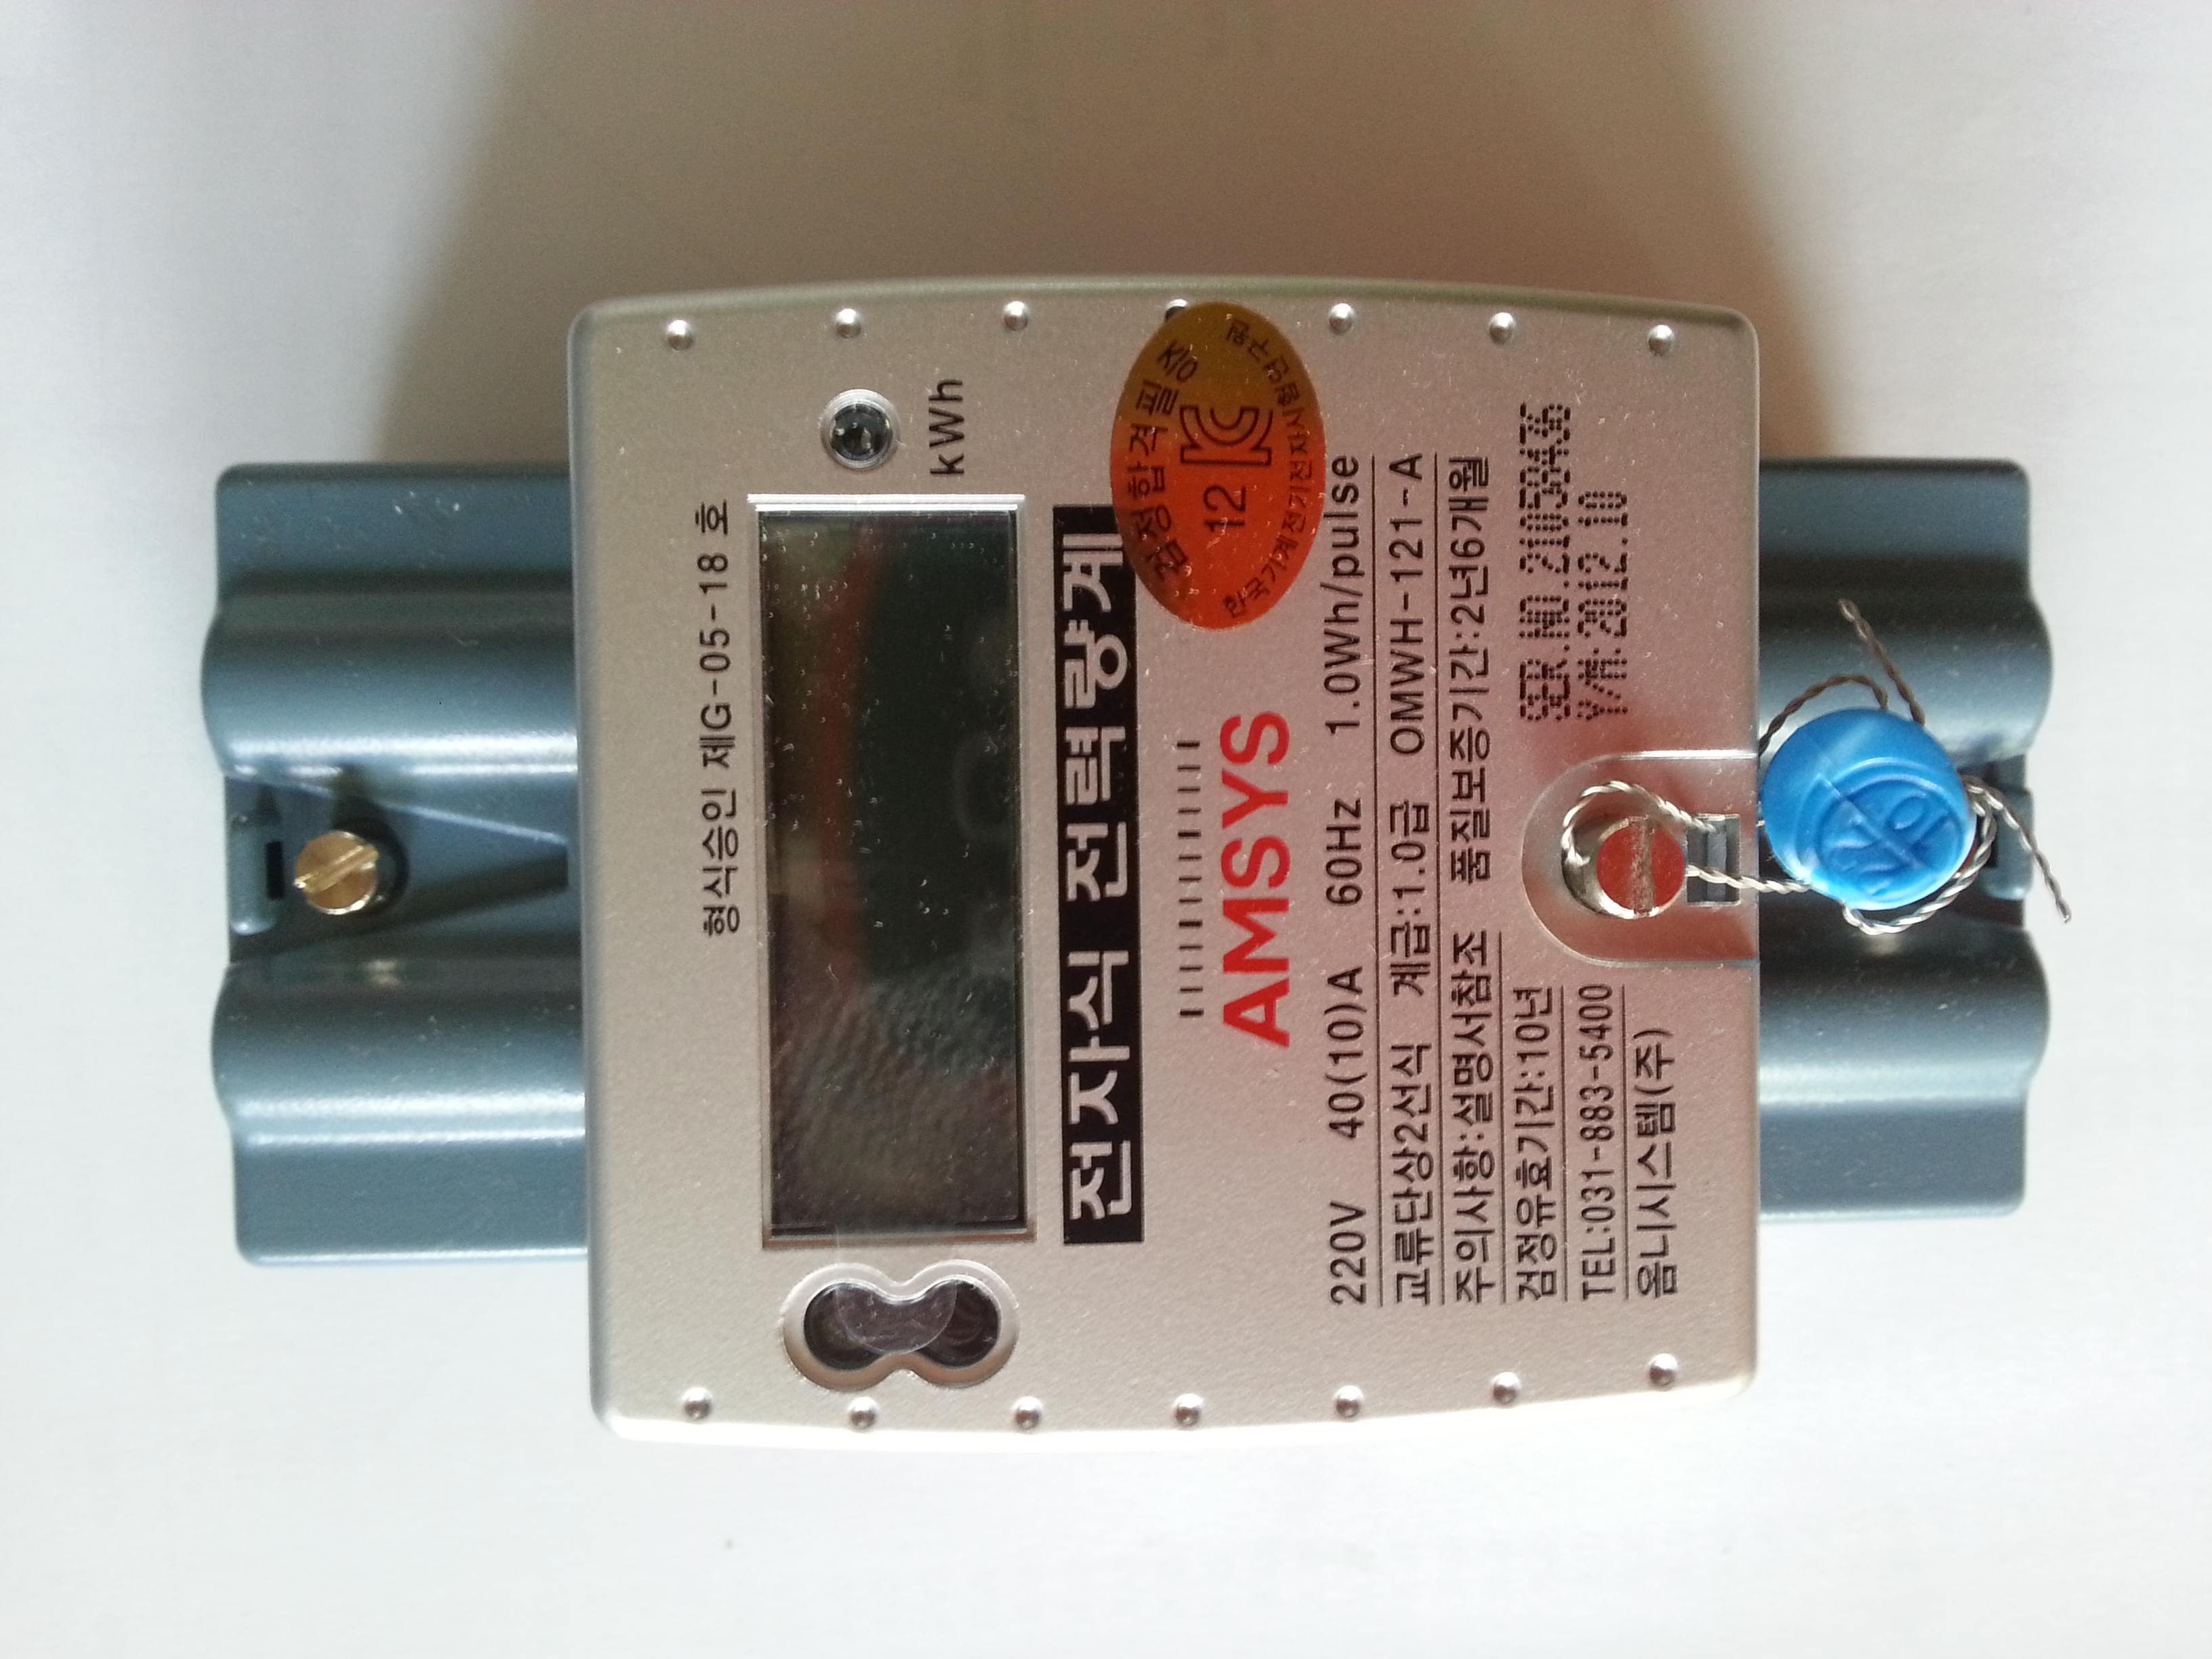 형식승인 제G-05-18 호
kWh
전자식 전력량계
검정합격필증
12
한국기계전기전자시험연구원
AMSYS
220V 40(10)A 60Hz 1.0Wh/pulse
교류단상2선식 계급:1.0급 OMWH-121-A
주의사항:설명서참조 품질보증기간:2년6개월
검정유효기간:10년
TEL:031-883-5400
옴니시스템(주)
SER.NO.21058436
Y/M:2012.10